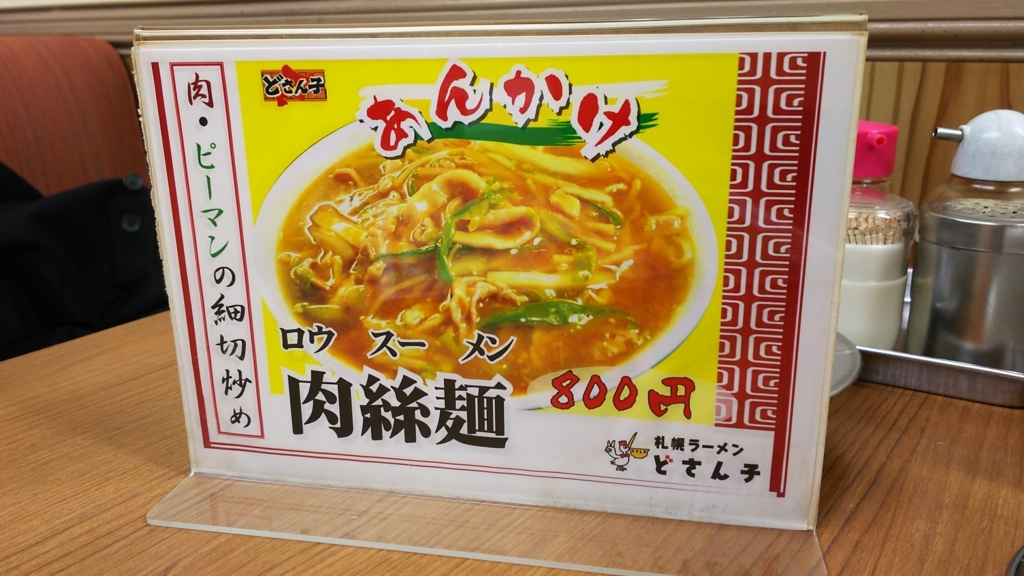 肉・ピーマンの細切炒め
どさん子
あんかけ
ロウ スー メン
肉絲麺
800円
札幌ラーメン
どさん子